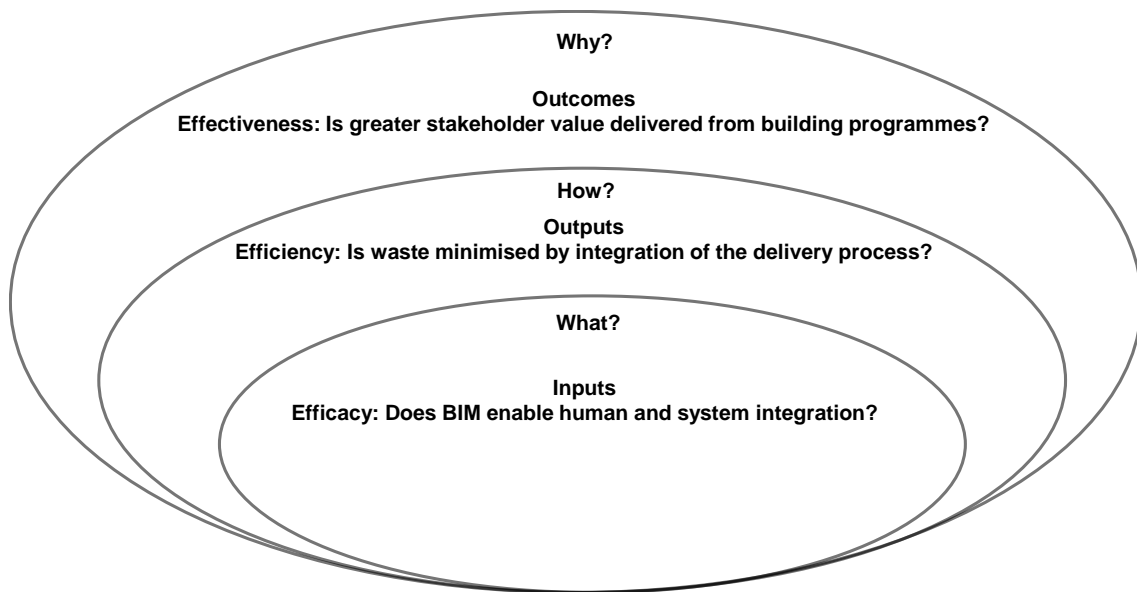 Why?
Outcomes
Effectiveness: Is greater stakeholder value delivered from building programmes?
How?
Outputs
Efficiency: Is waste minimised by integration of the delivery process?
What?
Inputs
Efficacy: Does BIM enable human and system integration?